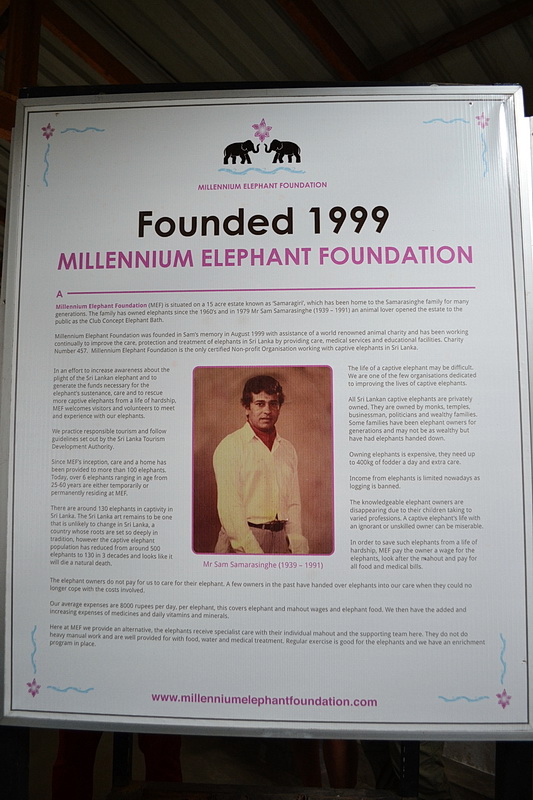 MILLENNIUM ELEPHANT FOUNDATION
Founded 1999
MILLENNIUM ELEPHANT FOUNDATION
A
Millennium Elephant Foundation (MEF) is situated on a 15 acre estate known as 'Samaragiri', which has been home to the Samarasinghe family for many
generations. The family has owned elephants since the 1960's and in 1979 Mr Sam Samarasinghe (1939 – 1991) an animal lover opened the estate to the
public as the Club Concept Elephant Bath.
Millennium Elephant Foundation was founded in Sam's memory in August 1999 with assistance of a world renowned animal charity and has been working
continually to improve the care, protection and treatment of elephants in Sri Lanka by providing care, medical services and educational facilities. Charity
Number 457. Millennium Elephant Foundation is the only certified Non-profit Organisation working with captive elephants in Sri Lanka.
In an effort to increase awareness about the
plight of the Sri Lankan elephant and to
generate the funds necessary for the
elephant's sustenance, care and to rescue
more captive elephants from a life of hardship,
MEF welcomes visitors and volunteers to meet
and experience with our elephants.
We practice responsible tourism and follow
guidelines set out by the Sri Lanka Tourism
Development Authority.
Since MEF's inception, care and a home has
been provided to more than 100 elephants.
Today, over 6 elephants ranging in age from
25-60 years are either temporarily or
permanently residing at MEF.
There are around 130 elephants in captivity in
Sri Lanka. The Sri Lanka art remains to be one
that is unlikely to change in Sri Lanka, a
country whose roots are set so deeply in
tradition, however the captive elephant
population has reduced from around 500
elephants to 130 in 3 decades and looks like it
will die a natural death.
Mr Sam Samarasinghe (1939 – 1991)
The life of a captive elephant may be difficult.
We are one of the few organisations dedicated
to improving the lives of captive elephants.
All Sri Lankan captive elephants are privately
owned. They are owned by monks, temples,
businessman, politicians and wealthy families.
Some families have been elephant owners for
generations and may not be as wealthy but
have had elephants handed down.
Owning elephants is expensive, they need up
to 400kg of fodder a day and extra care.
Income from elephants is limited nowadays as
logging is banned.
The knowledgeable elephant owners are
disappearing due to their children taking to
varied professions. A captive elephant's life with
an ignorant or unskilled owner can be miserable.
In order to save such elephants from a life of
hardship, MEF pay the owner a wage for the
elephants, look after the mahout and pay for
all food and medical bills.
The elephant owners do not pay for us to care for their elephant. A few owners in the past have handed over elephants into our care when they could no
longer cope with the costs involved.
Our average expenses are 8000 rupees per day, per elephant, this covers elephant and mahout wages and elephant food. We then have the added and
increasing expenses of medicines and daily vitamins and minerals.
Here at MEF we provide an alternative, the elephants receive specialist care with their individual mahout and the supporting team here. They do not do
heavy manual work and are well provided for with food, water and medical treatment. Regular exercise is good for the elephants and we have an enrichment
program in place.
www.millenniumelephantfoundation.com